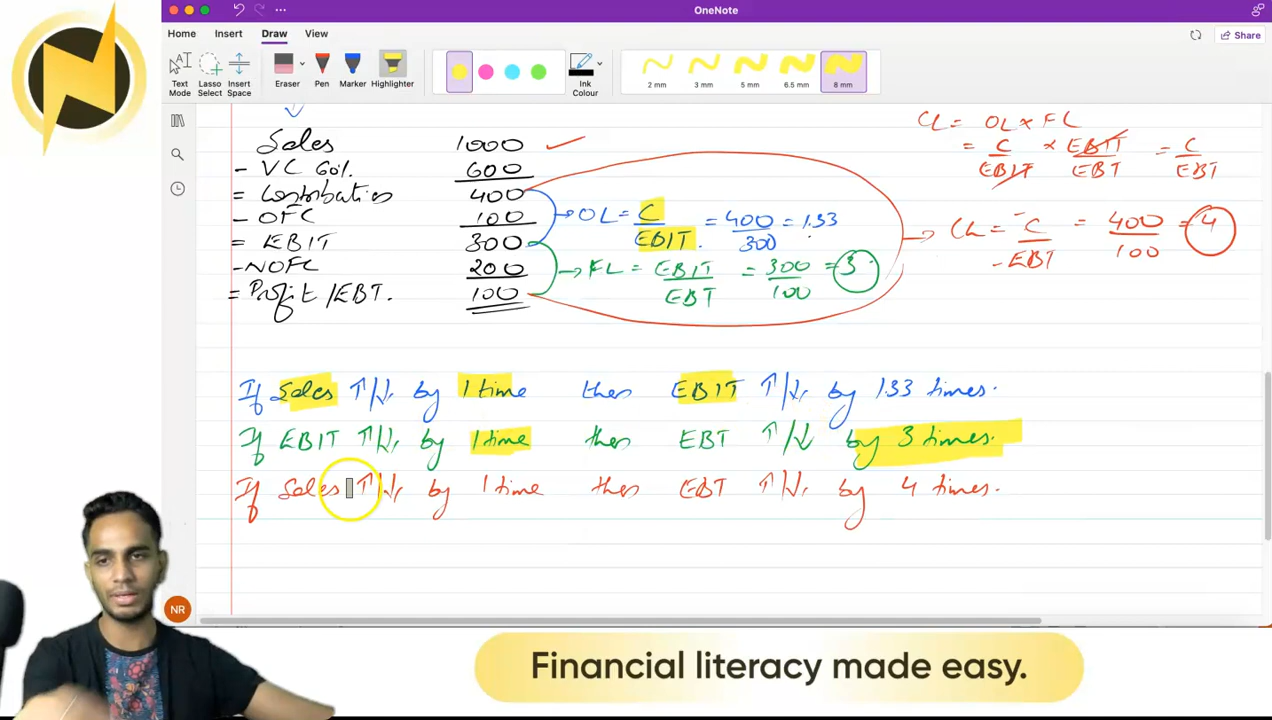 OneNote
Home Insert Draw View
Share
Text Mode
Lasso Select
Insert Space
Eraser
Pen
Marker
Highlighter
Ink Colour
2 mm
3 mm
5 mm
6.5 mm
8 mm
Sales 1000 ✓
- VC 60%. 600
= Contribution 400
- OFC 100
= EBIT 300
- NOFC 200
= Profit/EBT. 100
→ OL = C/EBIT = 400/300 = 1.33
→ FL = EBIT/EBT = 300/100 = 3
CL = OL × FL
= C/EBIT × EBIT/EBT = C/EBT
→ CL = C/EBT = 400/100 = 4
If Sales ↑/↓ by 1 time then EBIT ↑/↓ by 1.33 times.
If EBIT ↑/↓ by 1 time then EBT ↑/↓ by 3 times.
If Sales ↑/↓ by 1 time then EBT ↑/↓ by 4 times.
NR
Financial literacy made easy.